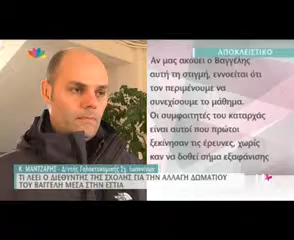 ΑΠΟΚΛΕΙΣΤΙΚΟ
Αν μας ακούει ο Βαγγέλης
αυτή τη στιγμή, εννοείται ότι
τον περιμένουμε να
συνεχίσουμε το μάθημα.
Οι συμφοιτητές του καταρχάς
είναι αυτοί που πρώτοι
ξεκίνησαν τις έρευνες, χωρίς
καν να δοθεί σήμα εξαφάνισης
Κ. ΜΑΝΤΖΑΡΗΣ - Δ/ντής Γαλακτοκομικής Σχ. Ιωαννίνων
ΤΙ ΛΕΕΙ Ο ΔΙΕΥΘΥΝΤΗΣ ΤΗΣ ΣΧΟΛΗΣ ΓΙΑ ΤΗΝ ΑΛΛΑΓΗ ΔΩΜΑΤΙΟΥ
ΤΟΥ ΒΑΓΓΕΛΗ ΜΕΣΑ ΣΤΗΝ ΕΣΤΙΑ